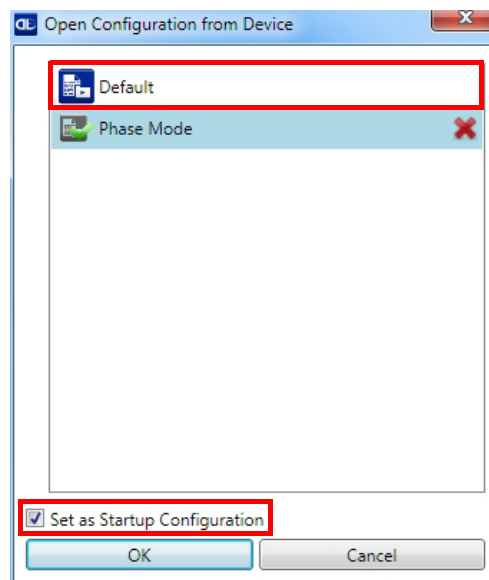 Open Configuration from Device
Default
Phase Mode
Set as Startup Configuration
OK
Cancel